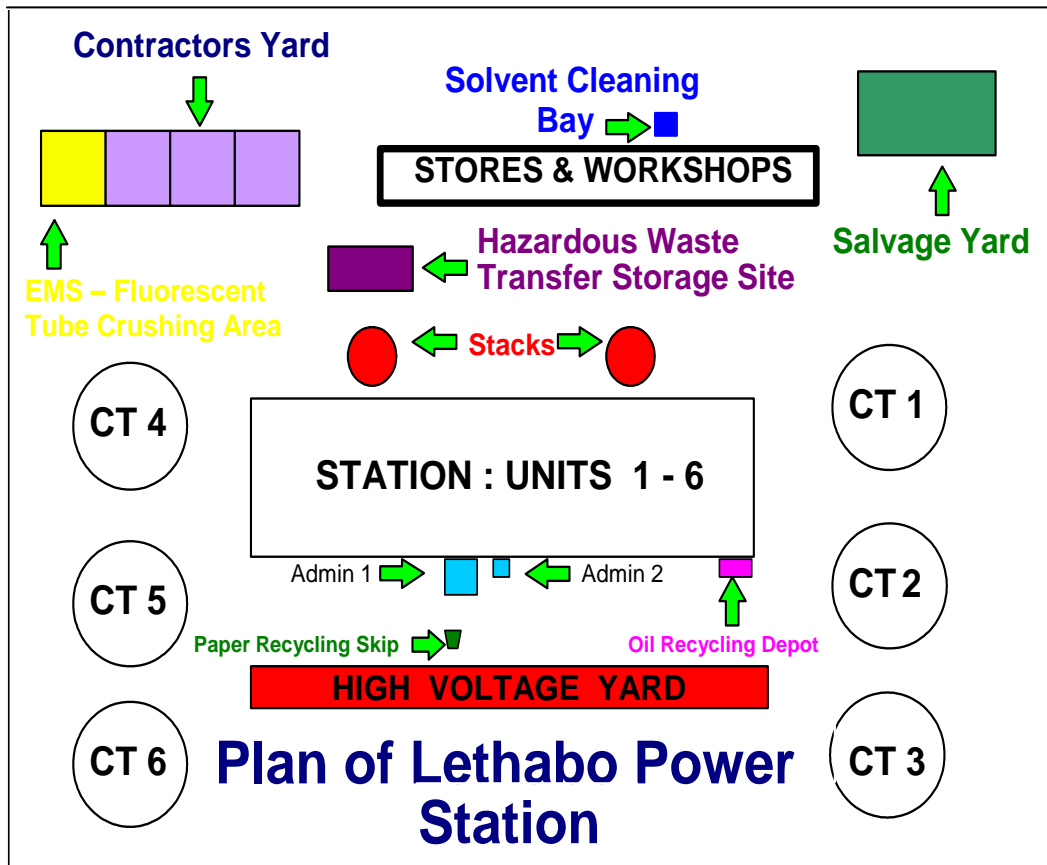 Contractors Yard
Solvent Cleaning
Bay
STORES & WORKSHOPS
Salvage Yard
Hazardous Waste
Transfer Storage Site
EMS – Fluorescent
Tube Crushing Area
Stacks
CT 4
CT 1
STATION : UNITS 1 - 6
Admin 1
Admin 2
CT 5
CT2
Paper Recycling Skip
Oil Recycling Depot
HIGH VOLTAGE YARD
CT 6
CT 3
Plan of Lethabo Power
Station